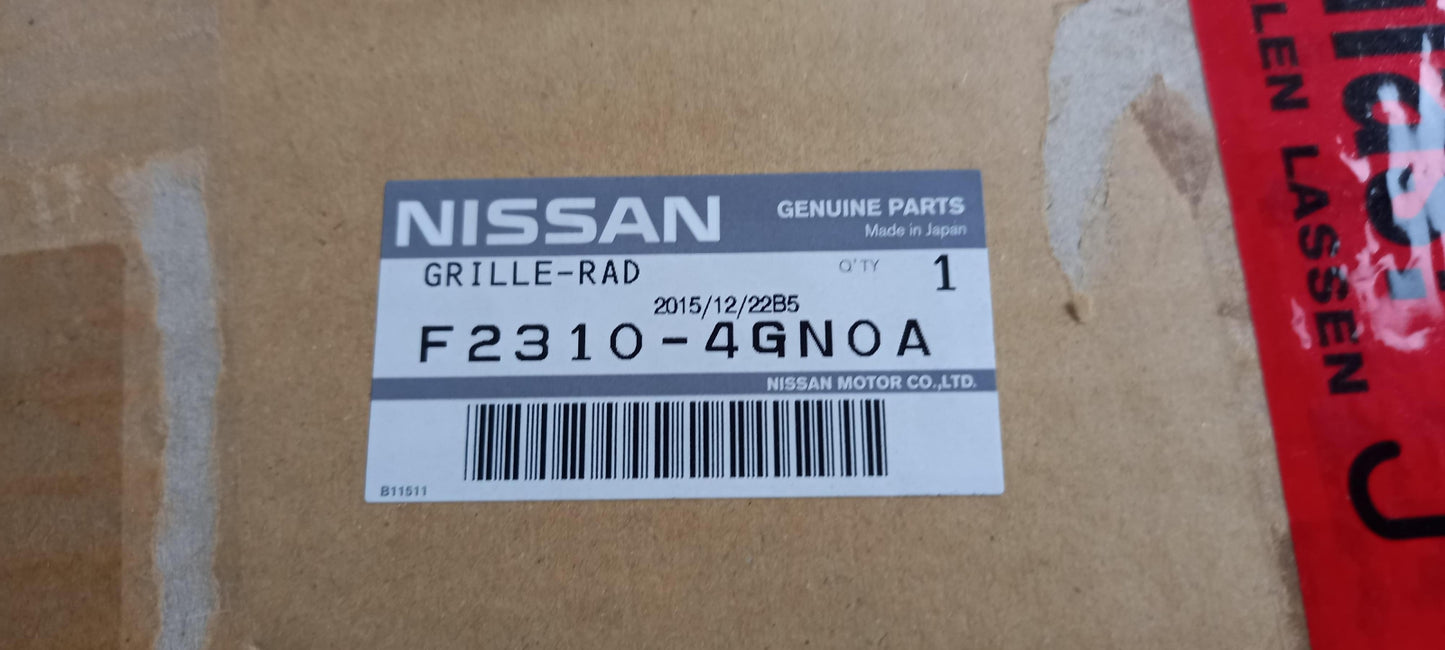 NISSAN
GENUINE PARTS
Made in Japan
GRILLE-RAD
Q'TY 1
2015/12/22B5
F2310-4GN0A
NISSAN MOTOR CO.,LTD.
B11511
LASSEN